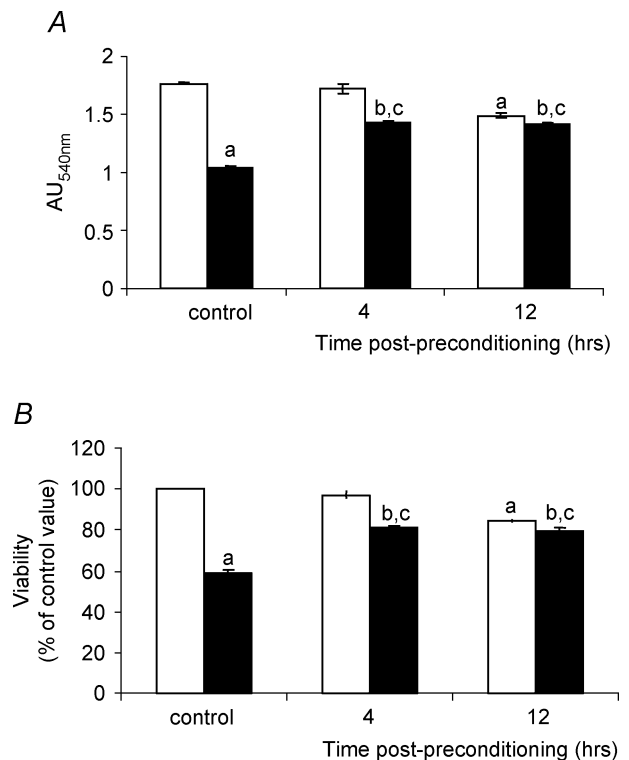 A
2
1.5
1
0.5
0
AU540nm
a
b,c
a
b,c
control 4 12
Time post-preconditioning (hrs)
B
120
100
80
60
40
20
0
Viability
(% of control value)
a
b,c
a
b,c
control 4 12
Time post-preconditioning (hrs)